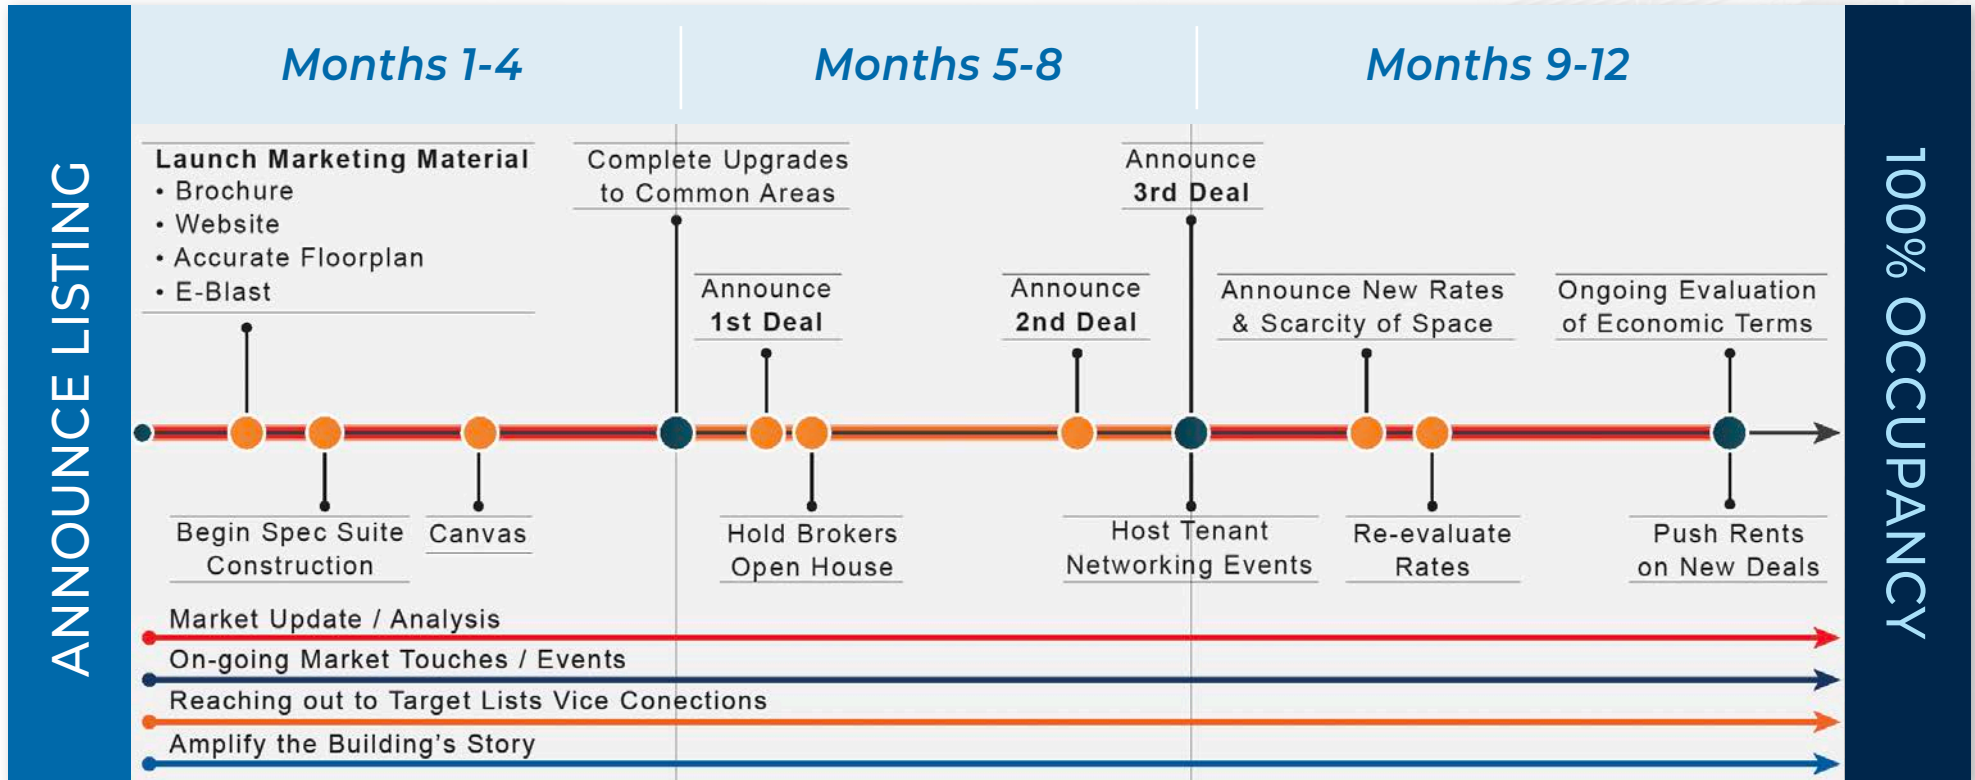 ANNOUNCE LISTING
Months 1-4
Months 5-8
Months 9-12
Launch Marketing Material
• Brochure
• Website
• Accurate Floorplan
• E-Blast
Complete Upgrades
to Common Areas
Announce
1st Deal
Announce
2nd Deal
Announce
3rd Deal
Announce New Rates
& Scarcity of Space
Ongoing Evaluation
of Economic Terms
Begin Spec Suite
Construction
Canvas
Hold Brokers
Open House
Host Tenant
Networking Events
Re-evaluate
Rates
Push Rents
on New Deals
Market Update / Analysis
On-going Market Touches / Events
Reaching out to Target Lists Vice Conections
Amplify the Building’s Story
100% OCCUPANCY